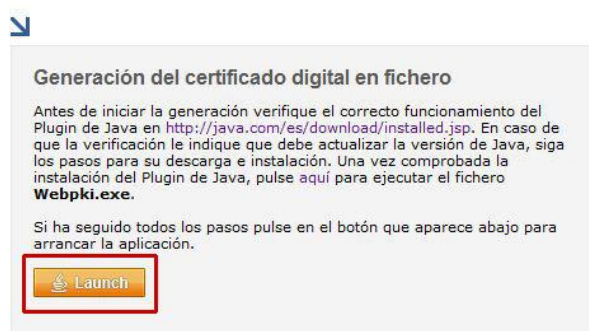 Generación del certificado digital en fichero
Antes de iniciar la generación verifique el correcto funcionamiento del
Plugin de Java en http://java.com/es/download/installed.jsp. En caso de
que la verificación le indique que debe actualizar la versión de Java, siga
los pasos para su descarga e instalación. Una vez comprobada la
instalación del Plugin de Java, pulse aquí para ejecutar el fichero
Webpki.exe.
Si ha seguido todos los pasos pulse en el botón que aparece abajo para
arrancar la aplicación.
Launch